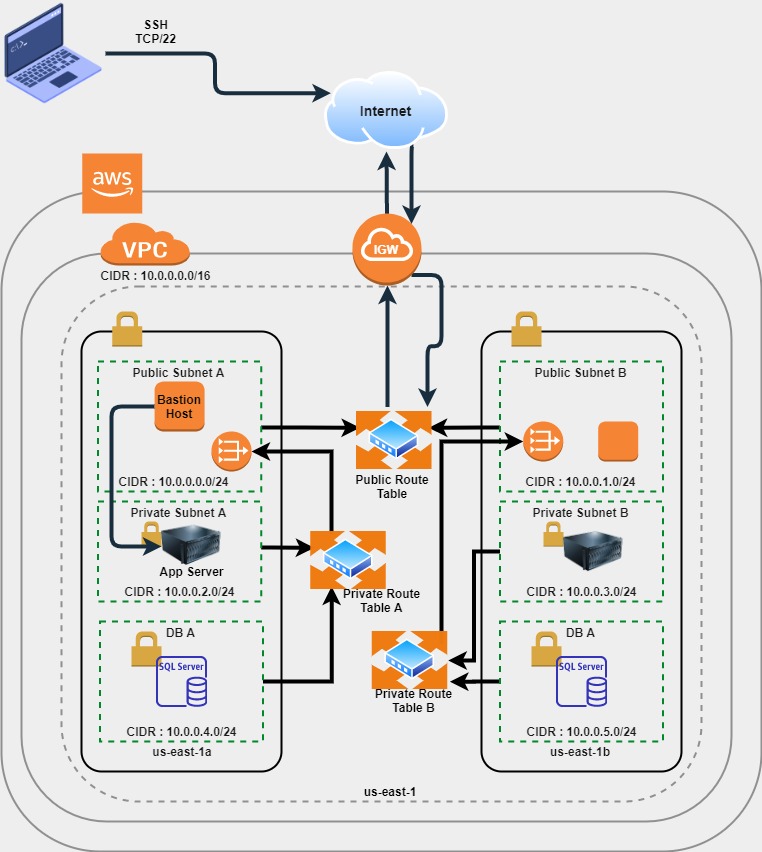 SSH
TCP/22
C:\>_
Internet
aws
IGW
VPC
CIDR : 10.0.0.0.0/16
Public Subnet A
Bastion
Host
CIDR : 10.0.0.0.0/24
Private Subnet A
App Server
CIDR : 10.0.0.2.0/24
DB A
SQL Server
CIDR : 10.0.0.4.0/24
us-east-1a
Public Route
Table
Private Route
Table A
Private Route
Table B
Public Subnet B
CIDR : 10.0.0.1.0/24
Private Subnet B
CIDR : 10.0.0.3.0/24
DB A
SQL Server
CIDR : 10.0.0.5.0/24
us-east-1b
us-east-1